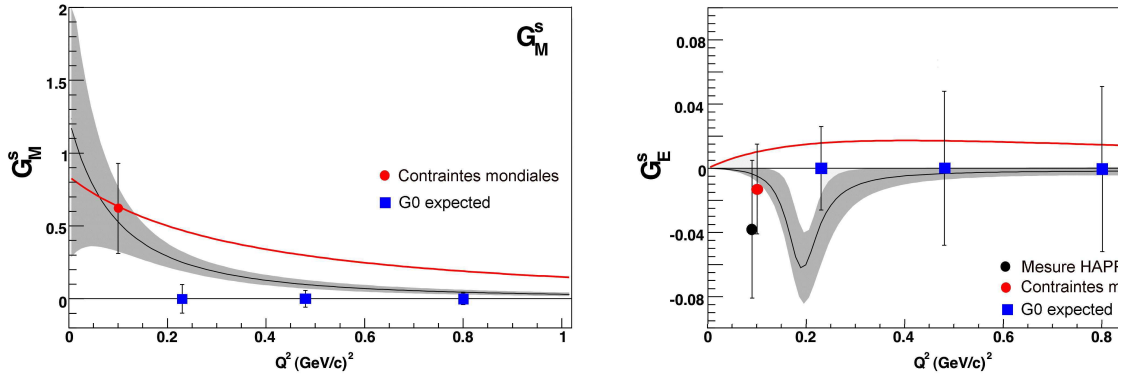 2
1.5
1
0.5
0
G^s_M
G^s_M
Contraintes mondiales
G0 expected
0 0.2 0.4 0.6 0.8 1
Q^2 (GeV/c)^2
0.08
0.04
0
-0.04
-0.08
G^s_E
Mesure HAPP
Contraintes m
G0 expected
0 0.2 0.4 0.6 0.8
Q^2 (GeV/c)^2